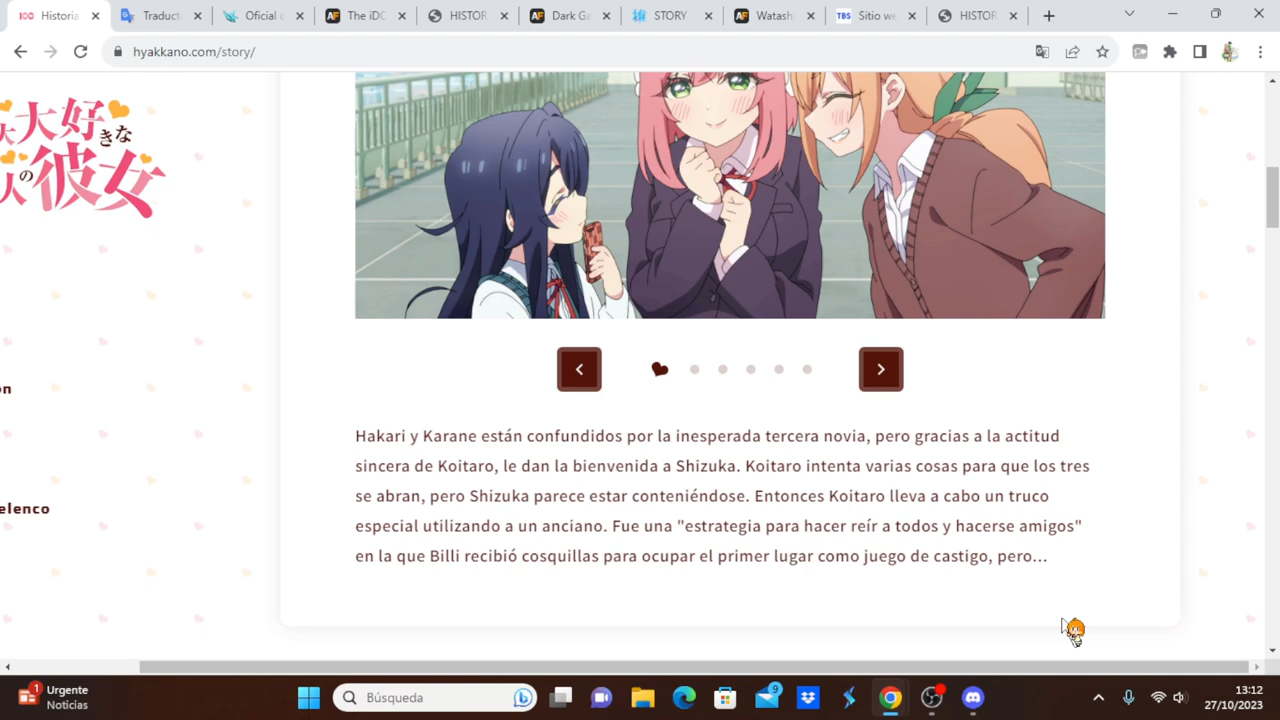 Historia
Traduct
Oficial d
The iDC
HISTOR
Dark Ga
STORY
Watash
TBS
Sitio we
HISTOR
hyakkano.com/story/
大大好きな
人の彼女
on
elenco
Hakari y Karane están confundidos por la inesperada tercera novia, pero gracias a la actitud
sincera de Koitaro, le dan la bienvenida a Shizuka. Koitaro intenta varias cosas para que los tres
se abran, pero Shizuka parece estar conteniéndose. Entonces Koitaro lleva a cabo un truco
especial utilizando a un anciano. Fue una "estrategia para hacer reír a todos y hacerse amigos"
en la que Billi recibió cosquillas para ocupar el primer lugar como juego de castigo, pero...
1
Urgente
Noticias
Búsqueda
9
13:12
27/10/2023